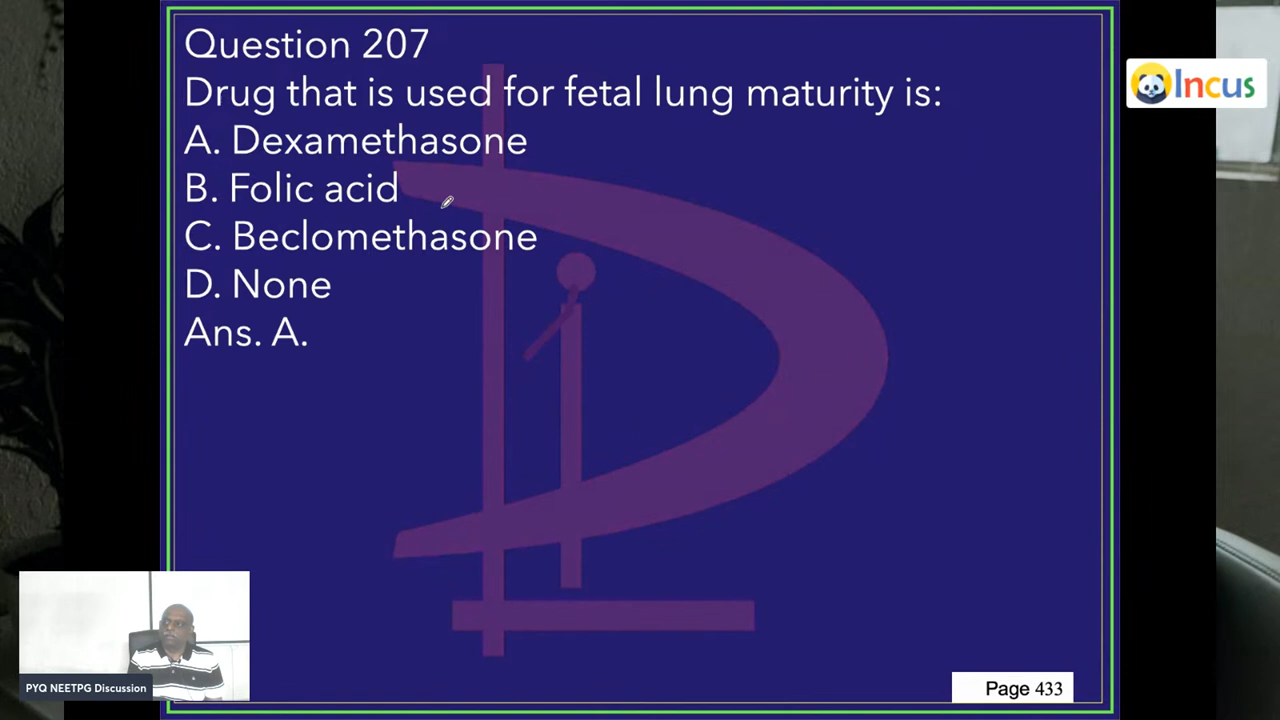 Question 207
Drug that is used for fetal lung maturity is:
A. Dexamethasone
B. Folic acid
C. Beclomethasone
D. None
Ans. A.
Incus
PYQ NEETPG Discussion
Page 433